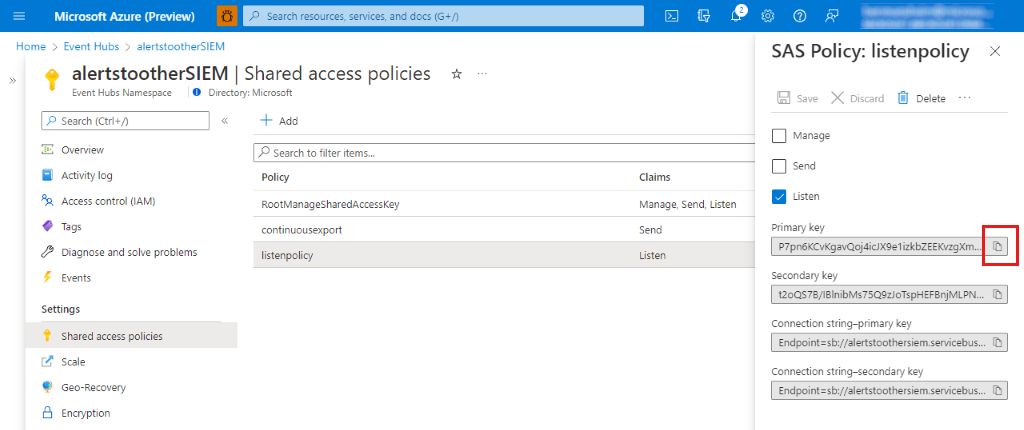 Microsoft Azure (Preview)
Search resources, services, and docs (G+/)
2
Home > Event Hubs > alertstootherSIEM
alertstootherSIEM | Shared access policies
Event Hubs Namespace
Directory: Microsoft
Search (Ctrl+/)
Overview
Activity log
Access control (IAM)
Tags
Diagnose and solve problems
Events
Settings
Shared access policies
Scale
Geo-Recovery
Encryption
Add
Search to filter items...
Policy Claims
RootManageSharedAccessKey Manage, Send, Listen
continuousexport Send
listenpolicy Listen
SAS Policy: listenpolicy
Save Discard Delete
Manage
Send
Listen
Primary key
P7pn6KCvKgavQoj4icJX9e1izkbZEEKvzgXm...
Secondary key
t2oQS7B/IBlnibMs75Q9zJoTspHEFBnjMLPN...
Connection string–primary key
Endpoint=sb://alertstoothersiem.servicebus...
Connection string–secondary key
Endpoint=sb://alertstoothersiem.servicebus...